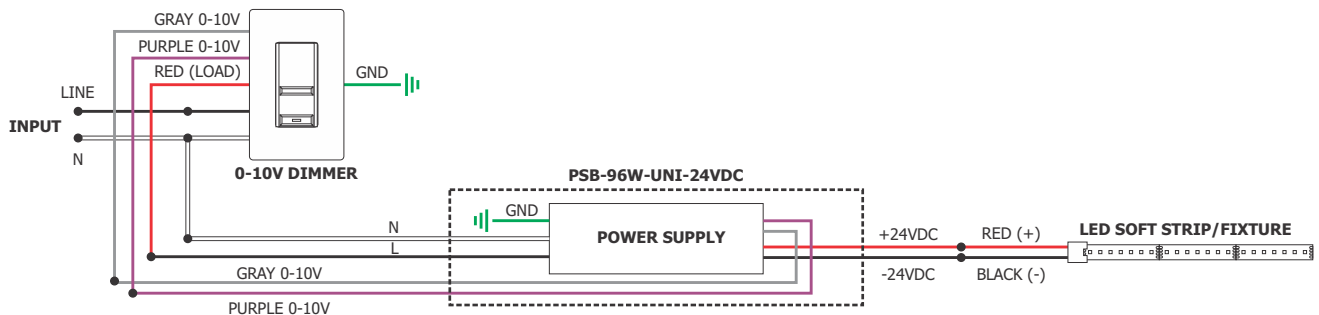 GRAY 0-10V
PURPLE 0-10V
RED (LOAD)
GND
LINE
INPUT
N
0-10V DIMMER
PSB-96W-UNI-24VDC
GND
N
L
POWER SUPPLY
+24VDC
RED (+)
LED SOFT STRIP/FIXTURE
-24VDC
BLACK (-)
GRAY 0-10V
PURPLE 0-10V